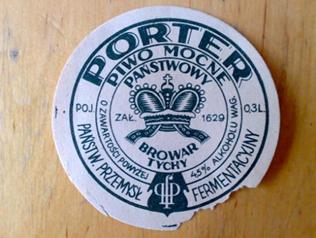 PORTER
PIWO MOCNE
PAŃSTWOWY
POJ. 0,3L.
ZAŁ. 1629
BROWAR
TYCHY
O ZAWARTOŚCI POWYŻEJ 4,5% ALKOHOLU WAG.
PAŃSTW. PRZEMYSŁ FERMENTACYJNY